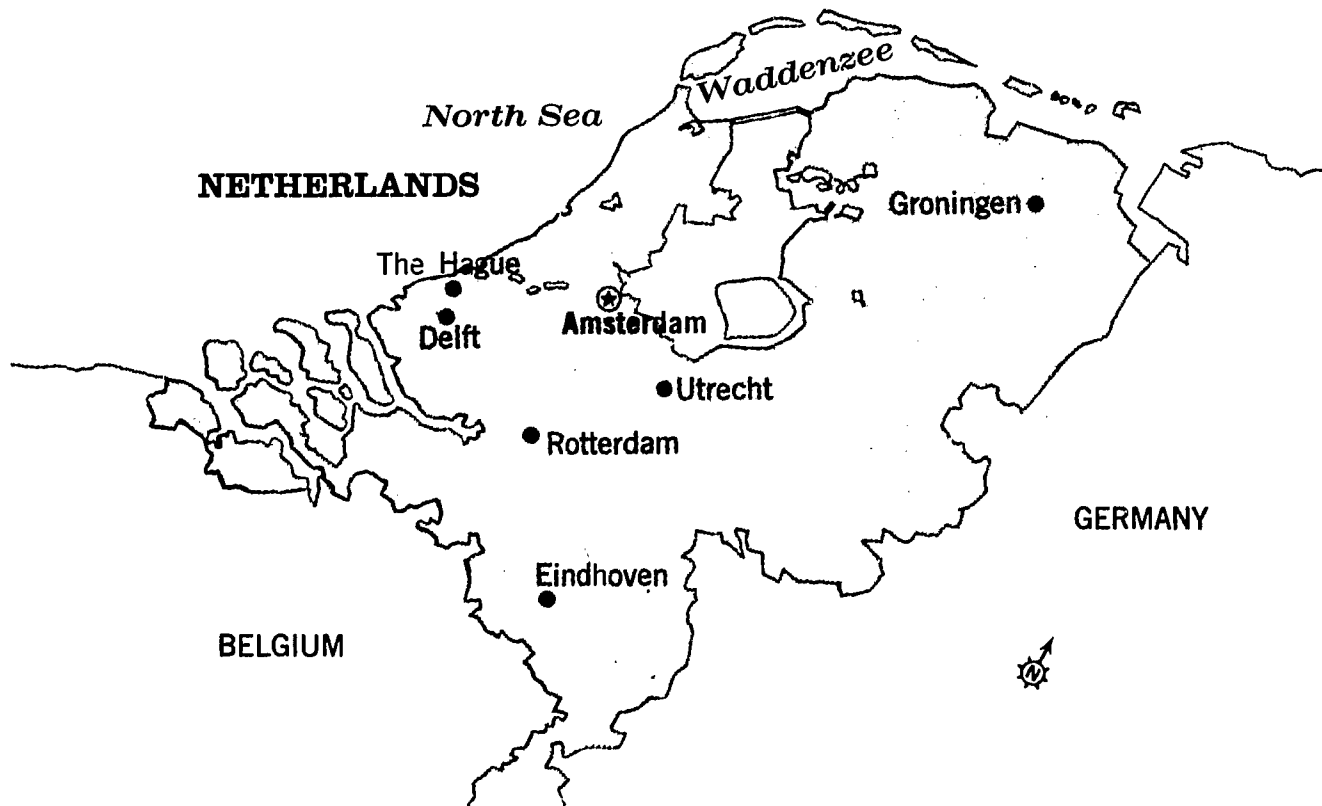 Waddenzee
North Sea
NETHERLANDS
Groningen
The Hague
Delft
Amsterdam
Utrecht
Rotterdam
GERMANY
Eindhoven
BELGIUM
N